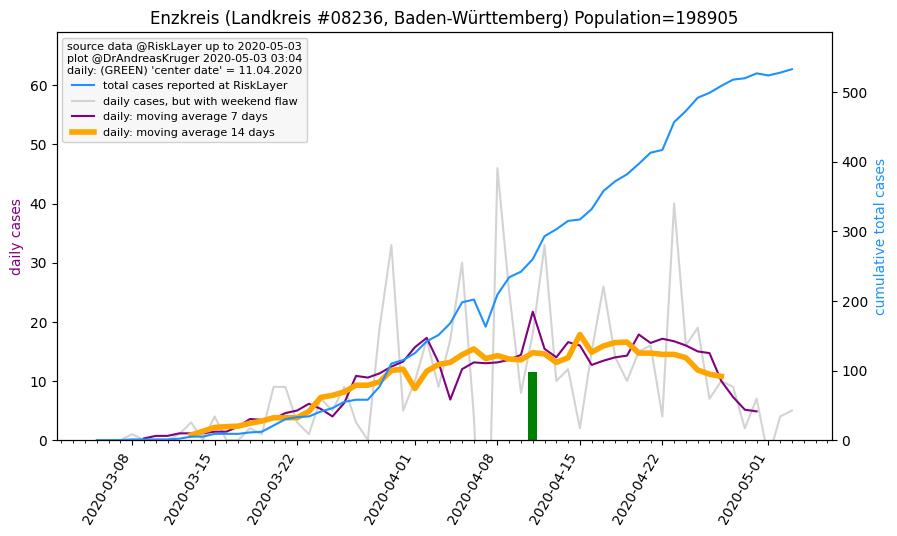 Enzkreis (Landkreis #08236, Baden-Württemberg) Population=198905
source data @RiskLayer up to 2020-05-03
plot @DrAndreasKruger 2020-05-03 03:04
daily: (GREEN) 'center date' = 11.04.2020
total cases reported at RiskLayer
daily cases, but with weekend flaw
daily: moving average 7 days
daily: moving average 14 days
daily cases
60
50
40
30
20
10
0
500
400
300
200
100
0
cumulative total cases
2020-03-08
2020-03-15
2020-03-22
2020-04-01
2020-04-08
2020-04-15
2020-04-22
2020-05-01